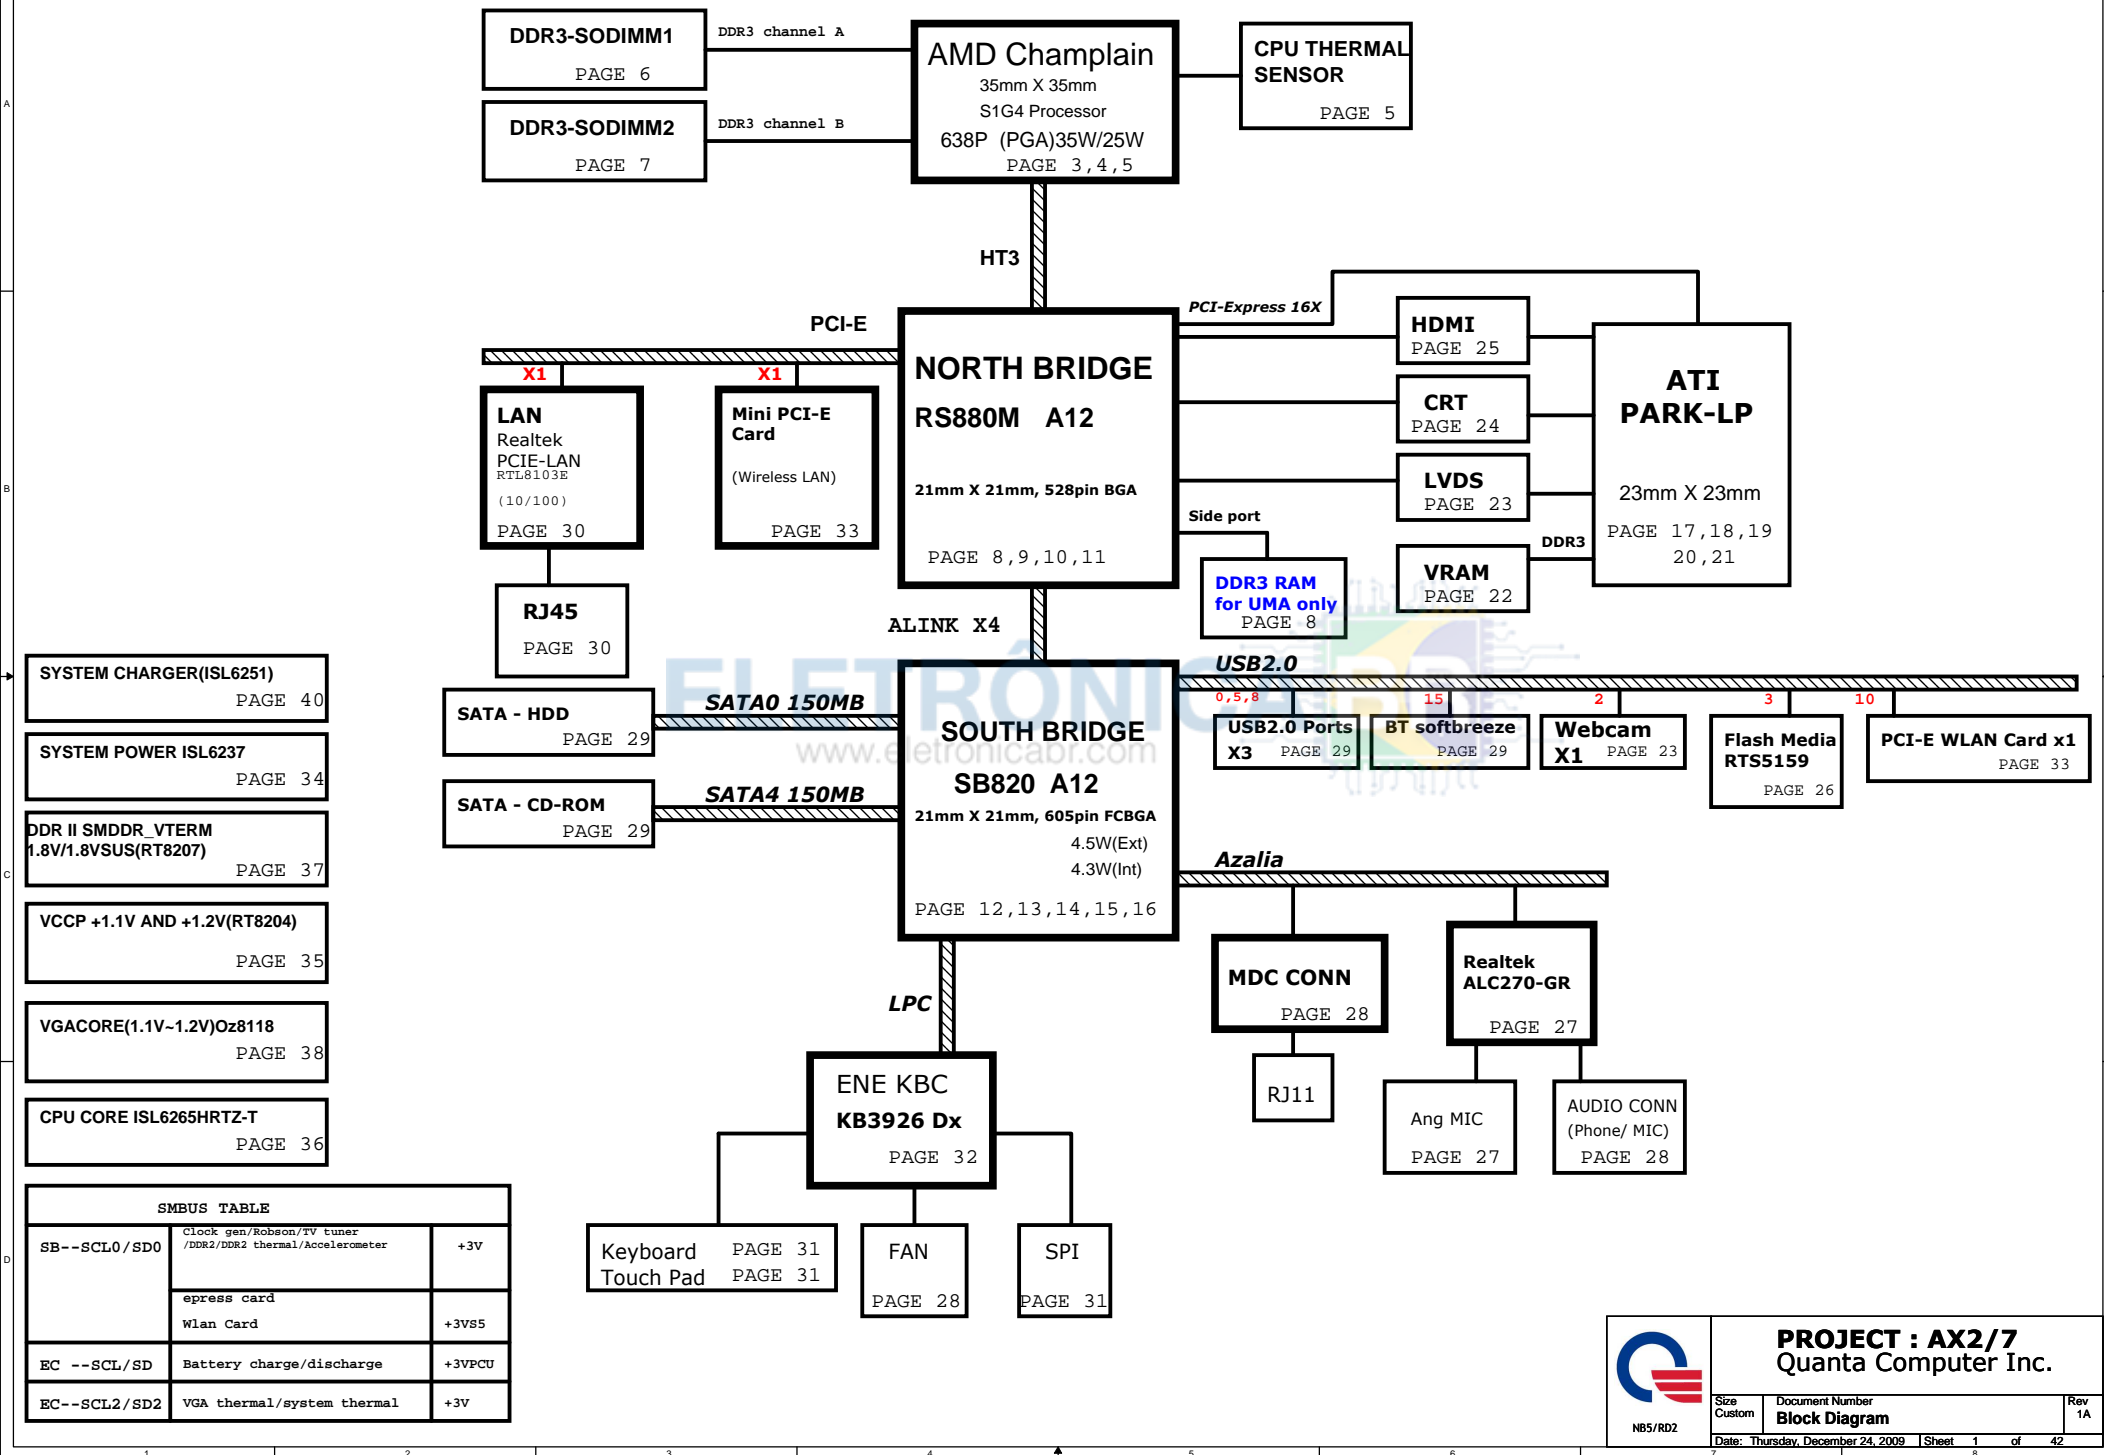 DDR3-SODIMM1
PAGE 6
DDR3 channel A
DDR3-SODIMM2
PAGE 7
DDR3 channel B
AMD Champlain
35mm X 35mm
S1G4 Processor
638P (PGA)35W/25W
PAGE 3,4,5
CPU THERMAL
SENSOR
PAGE 5
HT3
PCI-E
X1
X1
LAN
Realtek
PCIE-LAN
RTL8103E
(10/100)
PAGE 30
Mini PCI-E
Card
(Wireless LAN)
PAGE 33
RJ45
PAGE 30
NORTH BRIDGE
RS880M A12
21mm X 21mm, 528pin BGA
PAGE 8,9,10,11
PCI-Express 16X
HDMI
PAGE 25
CRT
PAGE 24
LVDS
PAGE 23
VRAM
PAGE 22
DDR3
ATI
PARK-LP
23mm X 23mm
PAGE 17,18,19
20,21
Side port
DDR3 RAM
for UMA only
PAGE 8
ALINK X4
ELETRÔNICA BR
www.eletronicabr.com
SYSTEM CHARGER(ISL6251)
PAGE 40
SYSTEM POWER ISL6237
PAGE 34
DDR II SMDDR_VTERM
1.8V/1.8VSUS(RT8207)
PAGE 37
VCCP +1.1V AND +1.2V(RT8204)
PAGE 35
VGACORE(1.1V~1.2V)Oz8118
PAGE 38
CPU CORE ISL6265HRTZ-T
PAGE 36
SATA - HDD
PAGE 29
SATA0 150MB
SATA - CD-ROM
PAGE 29
SATA4 150MB
SOUTH BRIDGE
SB820 A12
21mm X 21mm, 605pin FCBGA
4.5W(Ext)
4.3W(Int)
PAGE 12,13,14,15,16
USB2.0
0,5,8
15
2
3
10
USB2.0 Ports
X3 PAGE 29
BT softbreeze
PAGE 29
Webcam
X1 PAGE 23
Flash Media
RTS5159
PAGE 26
PCI-E WLAN Card x1
PAGE 33
Azalia
MDC CONN
PAGE 28
RJ11
Realtek
ALC270-GR
PAGE 27
Ang MIC
PAGE 27
AUDIO CONN
(Phone/ MIC)
PAGE 28
LPC
ENE KBC
KB3926 Dx
PAGE 32
Keyboard PAGE 31
Touch Pad PAGE 31
FAN
PAGE 28
SPI
PAGE 31
SMBUS TABLE
SB--SCL0/SD0
Clock gen/Robson/TV tuner
/DDR2/DDR2 thermal/Accelerometer
+3V
epress card
Wlan Card
+3VS5
EC --SCL/SD Battery charge/discharge +3VPCU
EC--SCL2/SD2 VGA thermal/system thermal +3V
NB5/RD2
PROJECT : AX2/7
Quanta Computer Inc.
Size
Custom
Document Number
Block Diagram
Rev
1A
Date: Thursday, December 24, 2009 Sheet 1 of 42
A
B
C
D
1 2 3 4 5 6 7 8